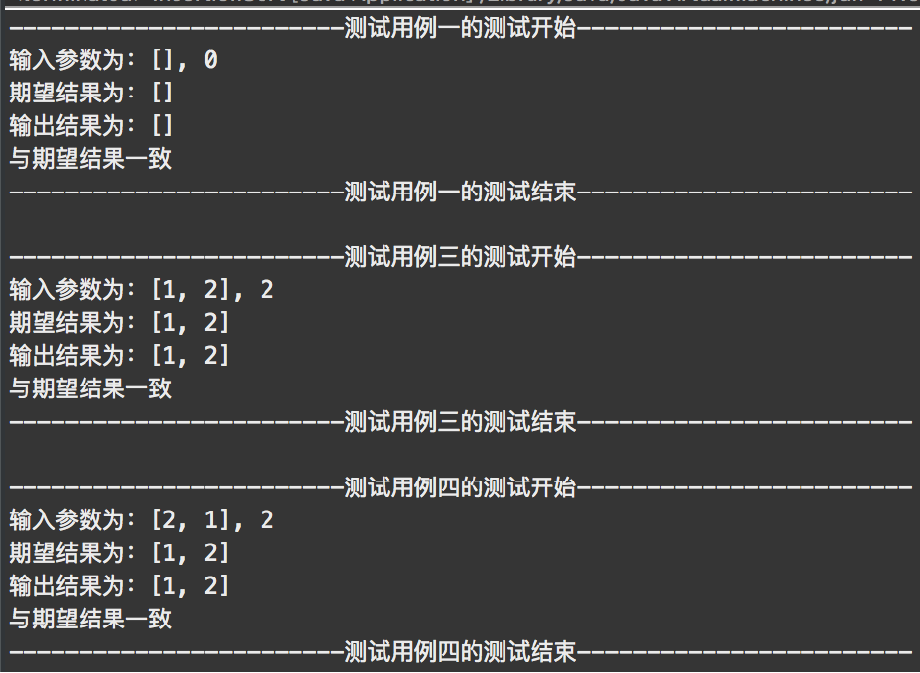 ————————————————————————测试用例一的测试开始————————————————————————
输入参数为：[], 0
期望结果为：[]
输出结果为：[]
与期望结果一致
————————————————————————测试用例一的测试结束————————————————————————
————————————————————————测试用例三的测试开始————————————————————————
输入参数为：[1, 2], 2
期望结果为：[1, 2]
输出结果为：[1, 2]
与期望结果一致
————————————————————————测试用例三的测试结束————————————————————————
————————————————————————测试用例四的测试开始————————————————————————
输入参数为：[2, 1], 2
期望结果为：[1, 2]
输出结果为：[1, 2]
与期望结果一致
————————————————————————测试用例四的测试结束————————————————————————